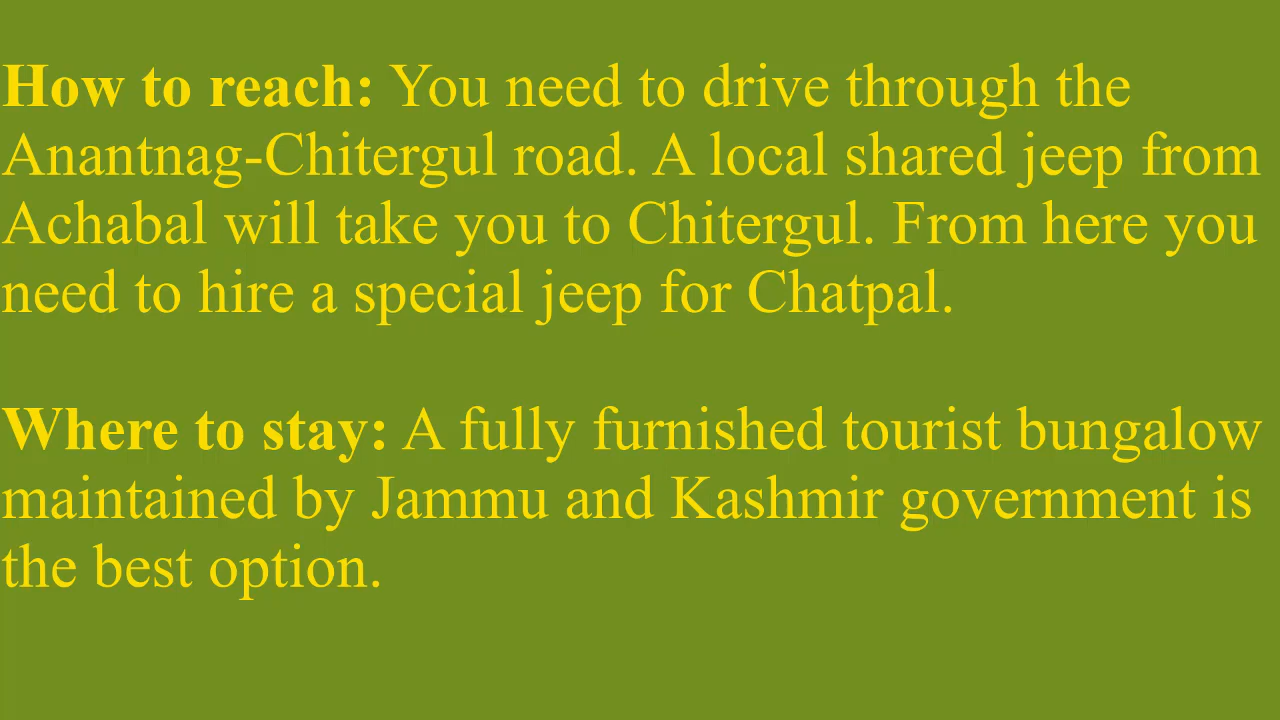 How to reach: You need to drive through the
Anantnag-Chitergul road. A local shared jeep from
Achabal will take you to Chitergul. From here you
need to hire a special jeep for Chatpal.
Where to stay: A fully furnished tourist bungalow
maintained by Jammu and Kashmir government is
the best option.